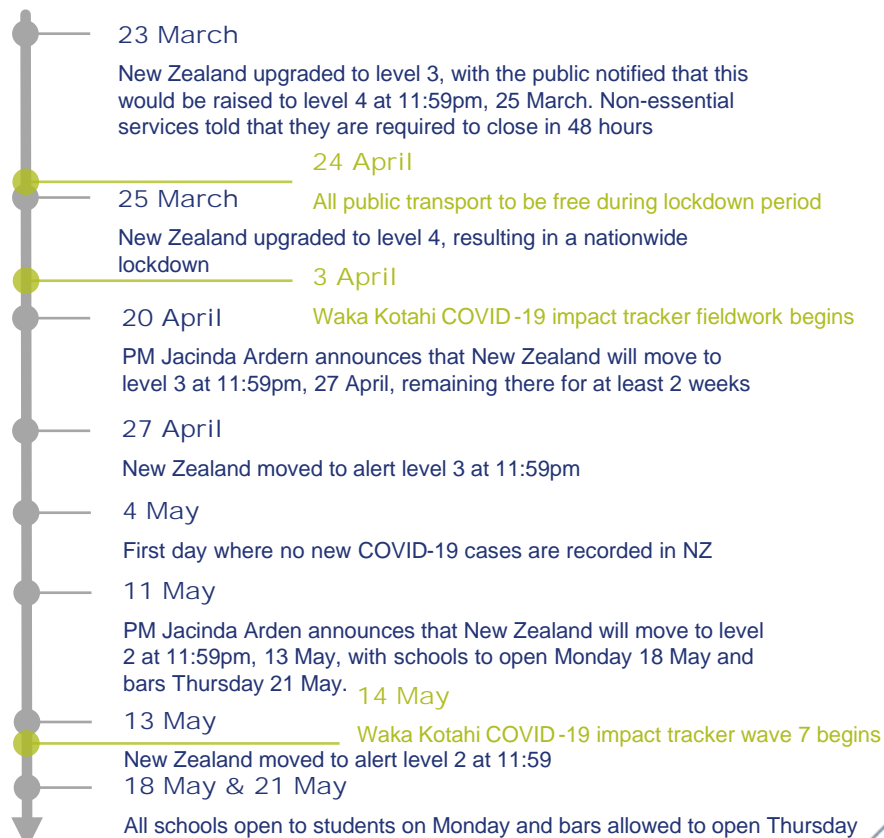 23 March
New Zealand upgraded to level 3, with the public notified that this
would be raised to level 4 at 11:59pm, 25 March. Non-essential
services told that they are required to close in 48 hours
24 April
All public transport to be free during lockdown period
25 March
New Zealand upgraded to level 4, resulting in a nationwide
lockdown
3 April
Waka Kotahi COVID-19 impact tracker fieldwork begins
20 April
PM Jacinda Ardern announces that New Zealand will move to
level 3 at 11:59pm, 27 April, remaining there for at least 2 weeks
27 April
New Zealand moved to alert level 3 at 11:59pm
4 May
First day where no new COVID-19 cases are recorded in NZ
11 May
PM Jacinda Arden announces that New Zealand will move to level
2 at 11:59pm, 13 May, with schools to open Monday 18 May and
bars Thursday 21 May.
14 May
Waka Kotahi COVID-19 impact tracker wave 7 begins
13 May
New Zealand moved to alert level 2 at 11:59
18 May & 21 May
All schools open to students on Monday and bars allowed to open Thursday